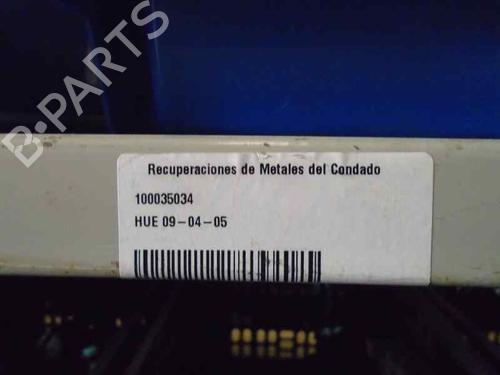 B-PARTS
Recuperaciones de Metales del Condado
100035034
HUE 09-04-05